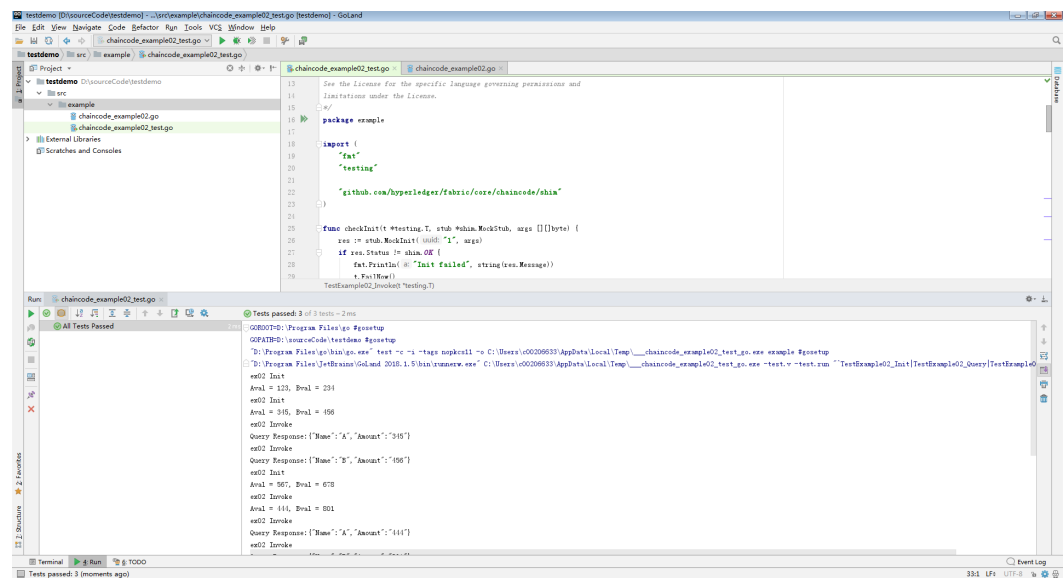 testdemo [D:\sourceCode\testdemo] - ...\src\example\chaincode_example02_test.go [testdemo] - GoLand
File Edit View Navigate Code Refactor Run Tools VCS Window Help
chaincode_example02_test.go
testdemo src example chaincode_example02_test.go
1: Project
Project
testdemo D:\sourceCode\testdemo
src
example
chaincode_example02.go
chaincode_example02_test.go
External Libraries
Scratches and Consoles
chaincode_example02_test.go chaincode_example02.go
Database
13 See the License for the specific language governing permissions and
14 limitations under the License.
15 */
16 package example
17
18 import (
19 "fmt"
20 "testing"
21
22 "github.com/hyperledger/fabric/core/chaincode/shim"
23 )
24
25 func checkInit(t *testing.T, stub *shim.MockStub, args [][]byte) {
26 res := stub.MockInit( uuid: "1", args)
27 if res.Status != shim.OK {
28 fmt.Println( a: "Init failed", string(res.Message))
29 t.FailNow()
TestExample02_Invoke(t *testing.T)
Run: chaincode_example02_test.go
Tests passed: 3 of 3 tests – 2 ms
All Tests Passed 2 ms
GOROOT=D:\Program Files\go #gosetup
GOPATH=D:\sourceCode\testdemo #gosetup
"D:\Program Files\go\bin\go.exe" test -c -i -tags nopkcs11 -o C:\Users\c00206633\AppData\Local\Temp\___chaincode_example02_test_go.exe example #gosetup
"D:\Program Files\JetBrains\GoLand 2018.1.5\bin\runnerw.exe" C:\Users\c00206633\AppData\Local\Temp\___chaincode_example02_test_go.exe -test.v -test.run "^TestExample02_Init|TestExample02_Query|TestExample0
ex02 Init
Aval = 123, Bval = 234
ex02 Init
Aval = 345, Bval = 456
ex02 Invoke
Query Response:{"Name":"A","Amount":"345"}
ex02 Invoke
Query Response:{"Name":"B","Amount":"456"}
ex02 Init
Aval = 567, Bval = 678
ex02 Invoke
Aval = 444, Bval = 801
ex02 Invoke
Query Response:{"Name":"A","Amount":"444"}
ex02 Invoke
2: Favorites
7: Structure
Terminal 4: Run 6: TODO
Event Log
Tests passed: 3 (moments ago)
33:1 LF: UTF-8